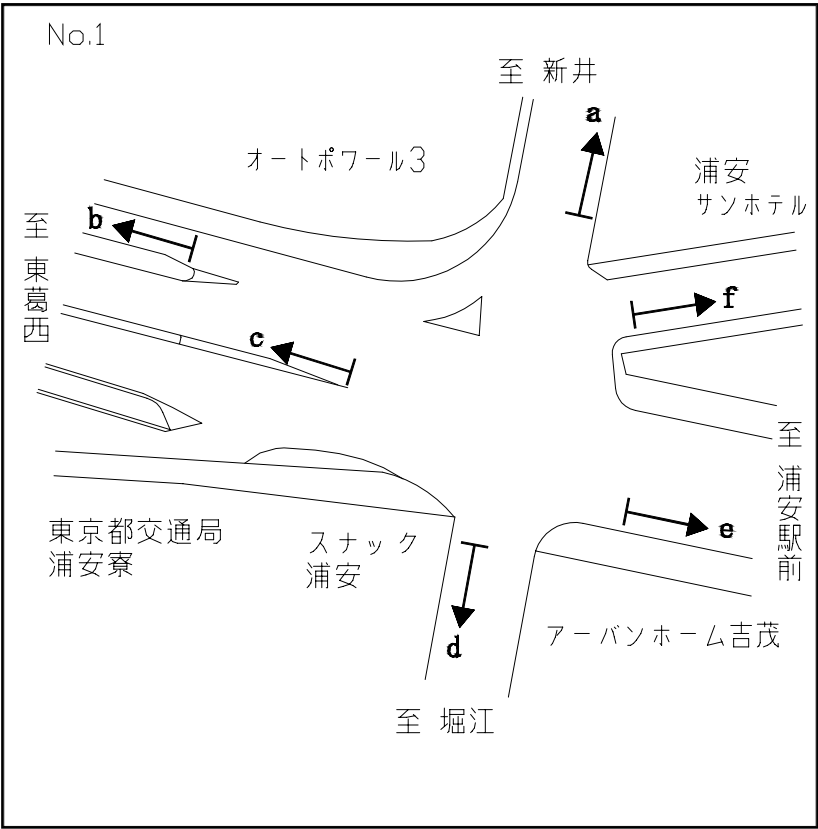 No.1
至 新井
a
オートポワール3
浦安
サンホテル
b
至 東葛西
f
c
至 浦安駅前
e
東京都交通局
浦安寮
スナック
浦安
d
アーバンホーム吉茂
至 堀江